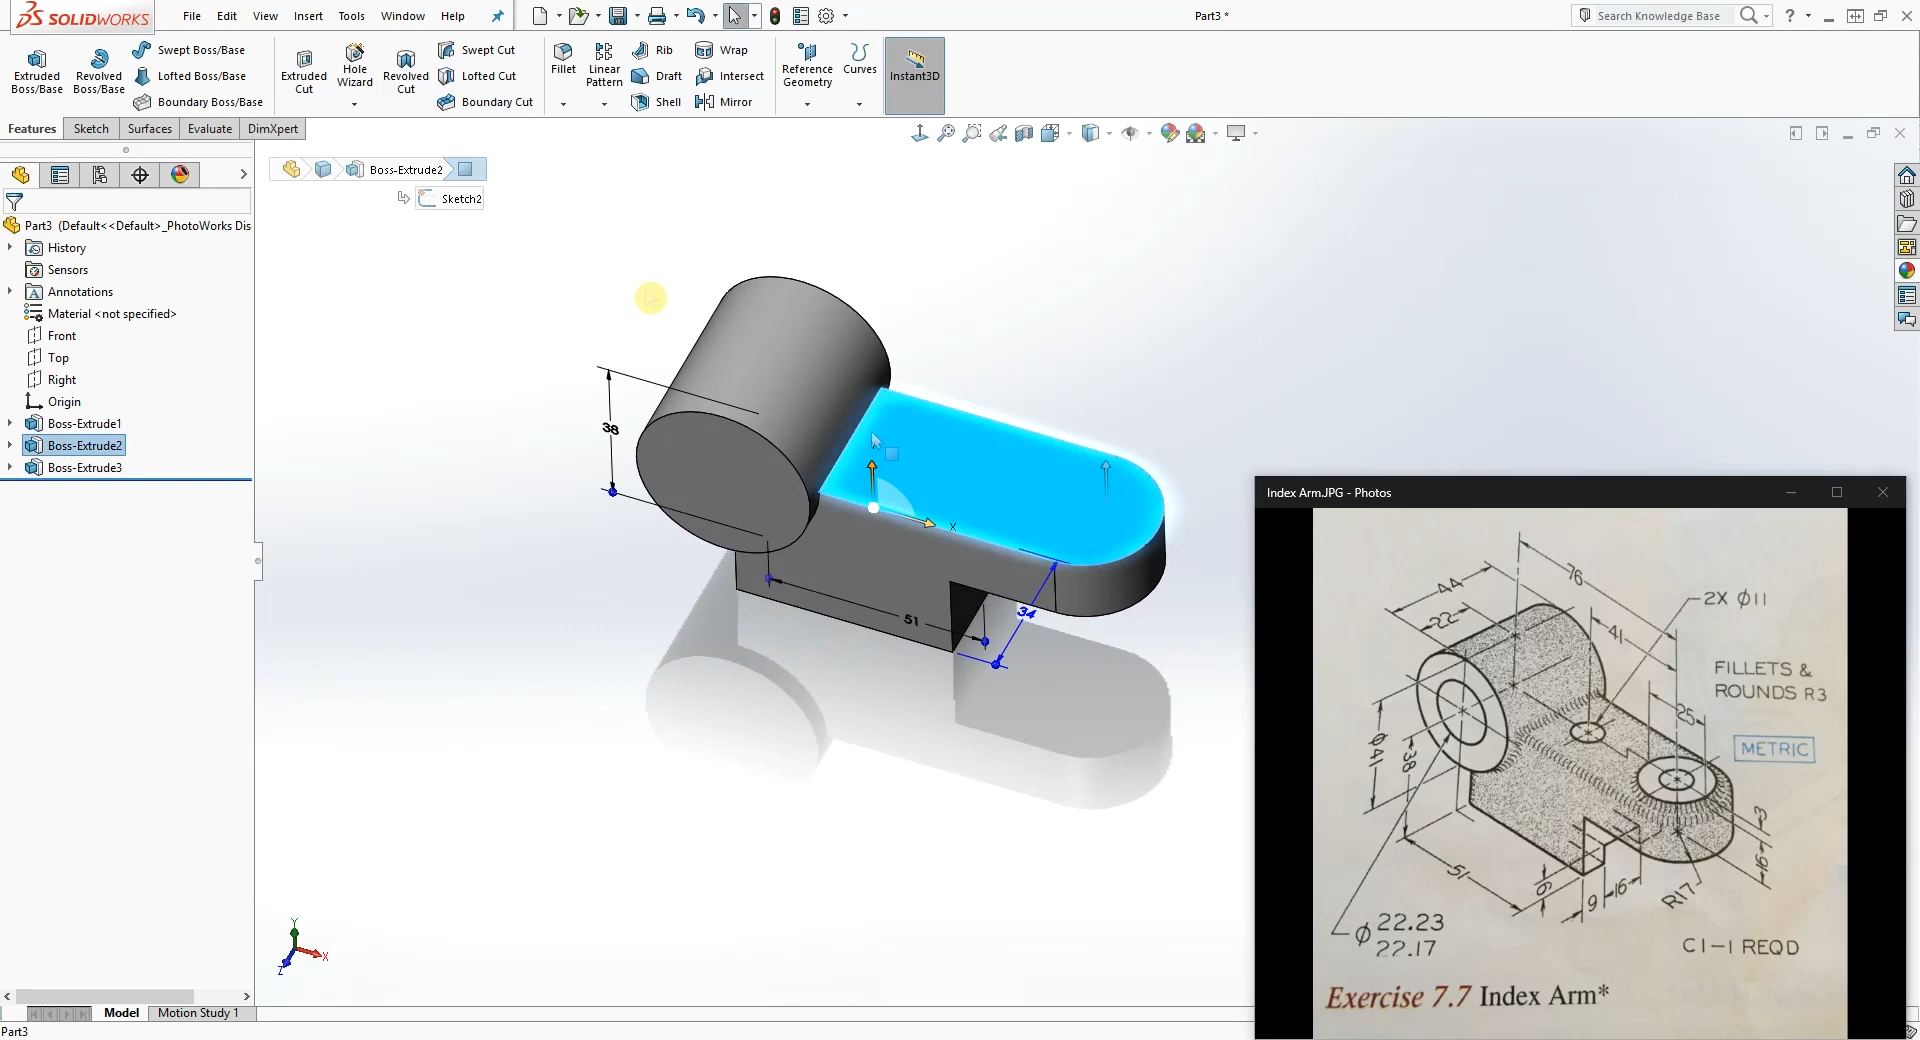 SOLIDWORKS
File Edit View Insert Tools Window Help
Part3 *
Search Knowledge Base
Extruded Boss/Base
Revolved Boss/Base
Swept Boss/Base
Lofted Boss/Base
Boundary Boss/Base
Extruded Cut
Hole Wizard
Revolved Cut
Swept Cut
Lofted Cut
Boundary Cut
Fillet
Linear Pattern
Rib
Draft
Shell
Wrap
Intersect
Mirror
Reference Geometry
Curves
Instant3D
Features Sketch Surfaces Evaluate DimXpert
Boss-Extrude2
Sketch2
Part3 (Default<<Default>_PhotoWorks Dis
History
Sensors
A Annotations
Material <not specified>
Front
Top
Right
Origin
Boss-Extrude1
Boss-Extrude2
Boss-Extrude3
38
51
34
X
Y
X
Z
Index Arm.JPG - Photos
76
44
2X Ø11
22
41
FILLETS &
ROUNDS R3
25
METRIC
Ø41
38
3
16
51
6
9
16
R17
Ø 22.23
22.17
CI-1 REQD
Exercise 7.7 Index Arm*
Model Motion Study 1
Part3